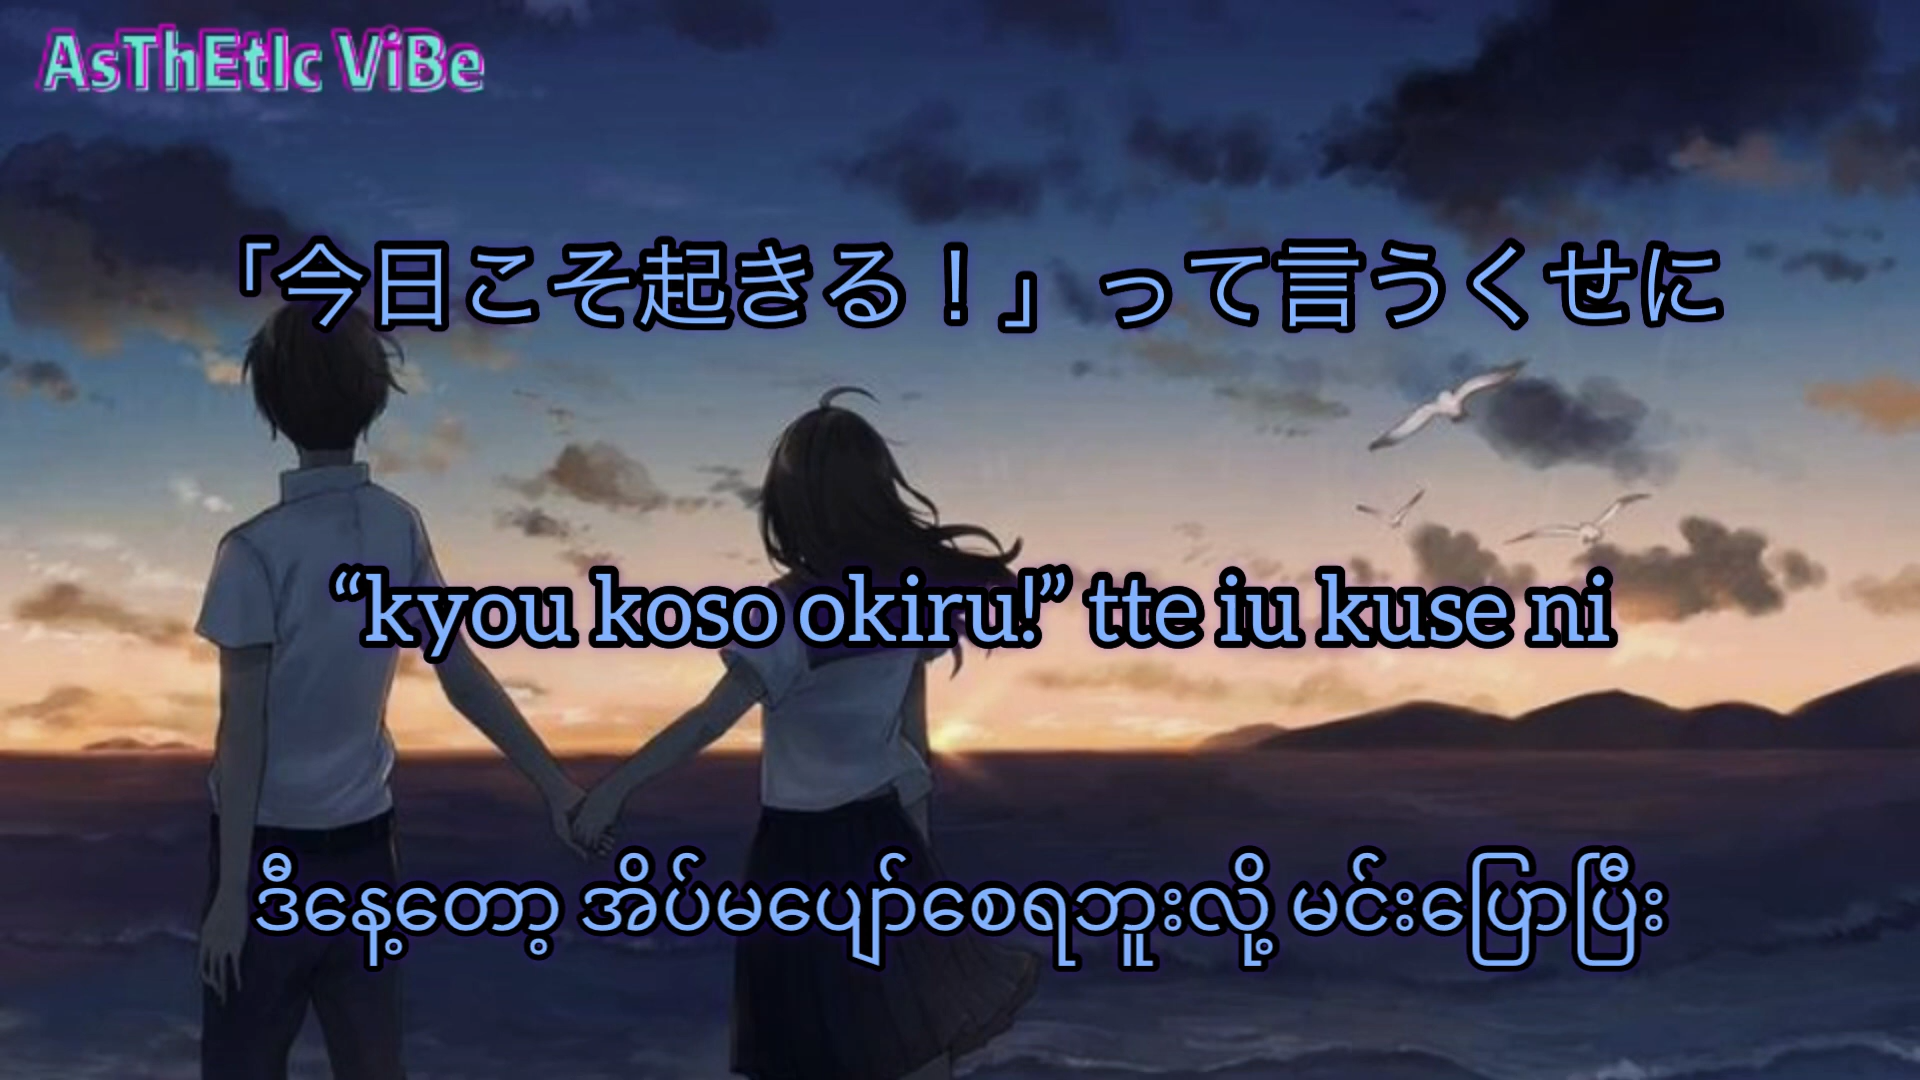 AsThEtIc ViBe
「今日こそ起きる！」って言うくせに
“kyou koso okiru!” tte iu kuse ni
ဒီနေ့တော့ အိပ်မပျော်စေရဘူးလို့ မင်းပြောပြီး